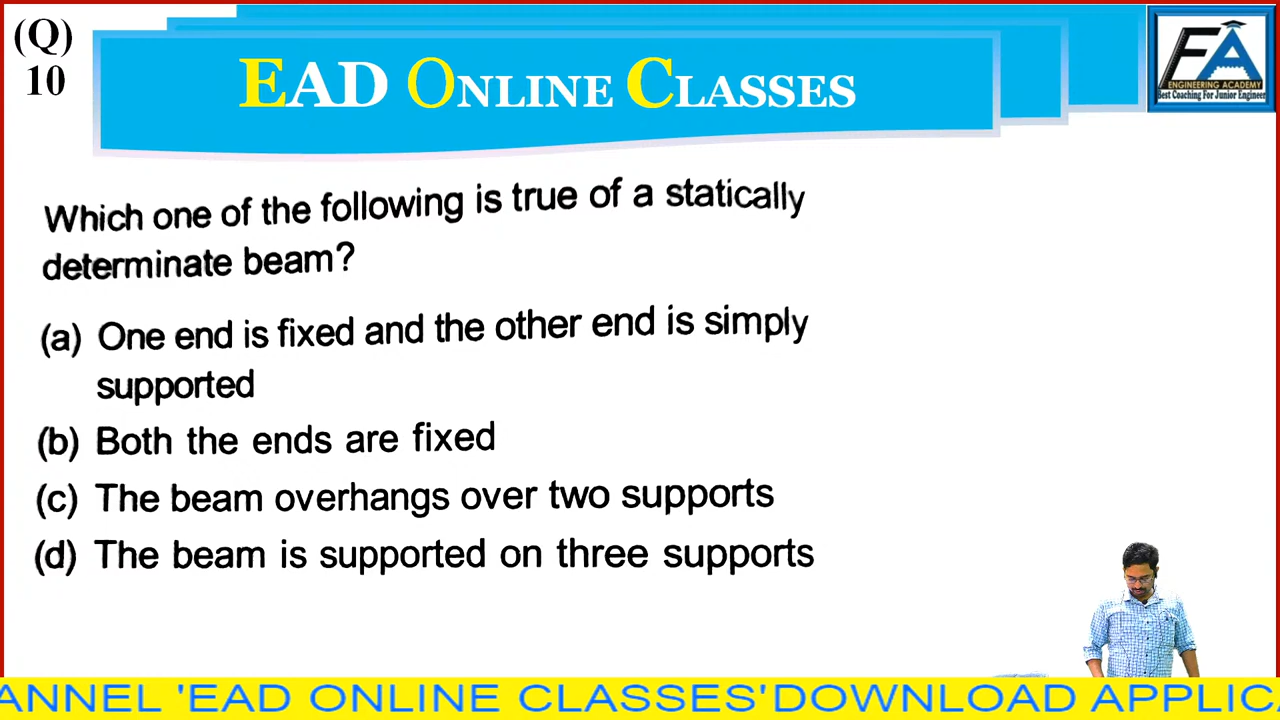 (Q)
10
EAD ONLINE CLASSES
FA
ENGINEERING ACADEMY
Best Coaching For Junior Engineer
Which one of the following is true of a statically
determinate beam?
(a) One end is fixed and the other end is simply
supported
(b) Both the ends are fixed
(c) The beam overhangs over two supports
(d) The beam is supported on three supports
ANNEL 'EAD ONLINE CLASSES'DOWNLOAD APPLICA